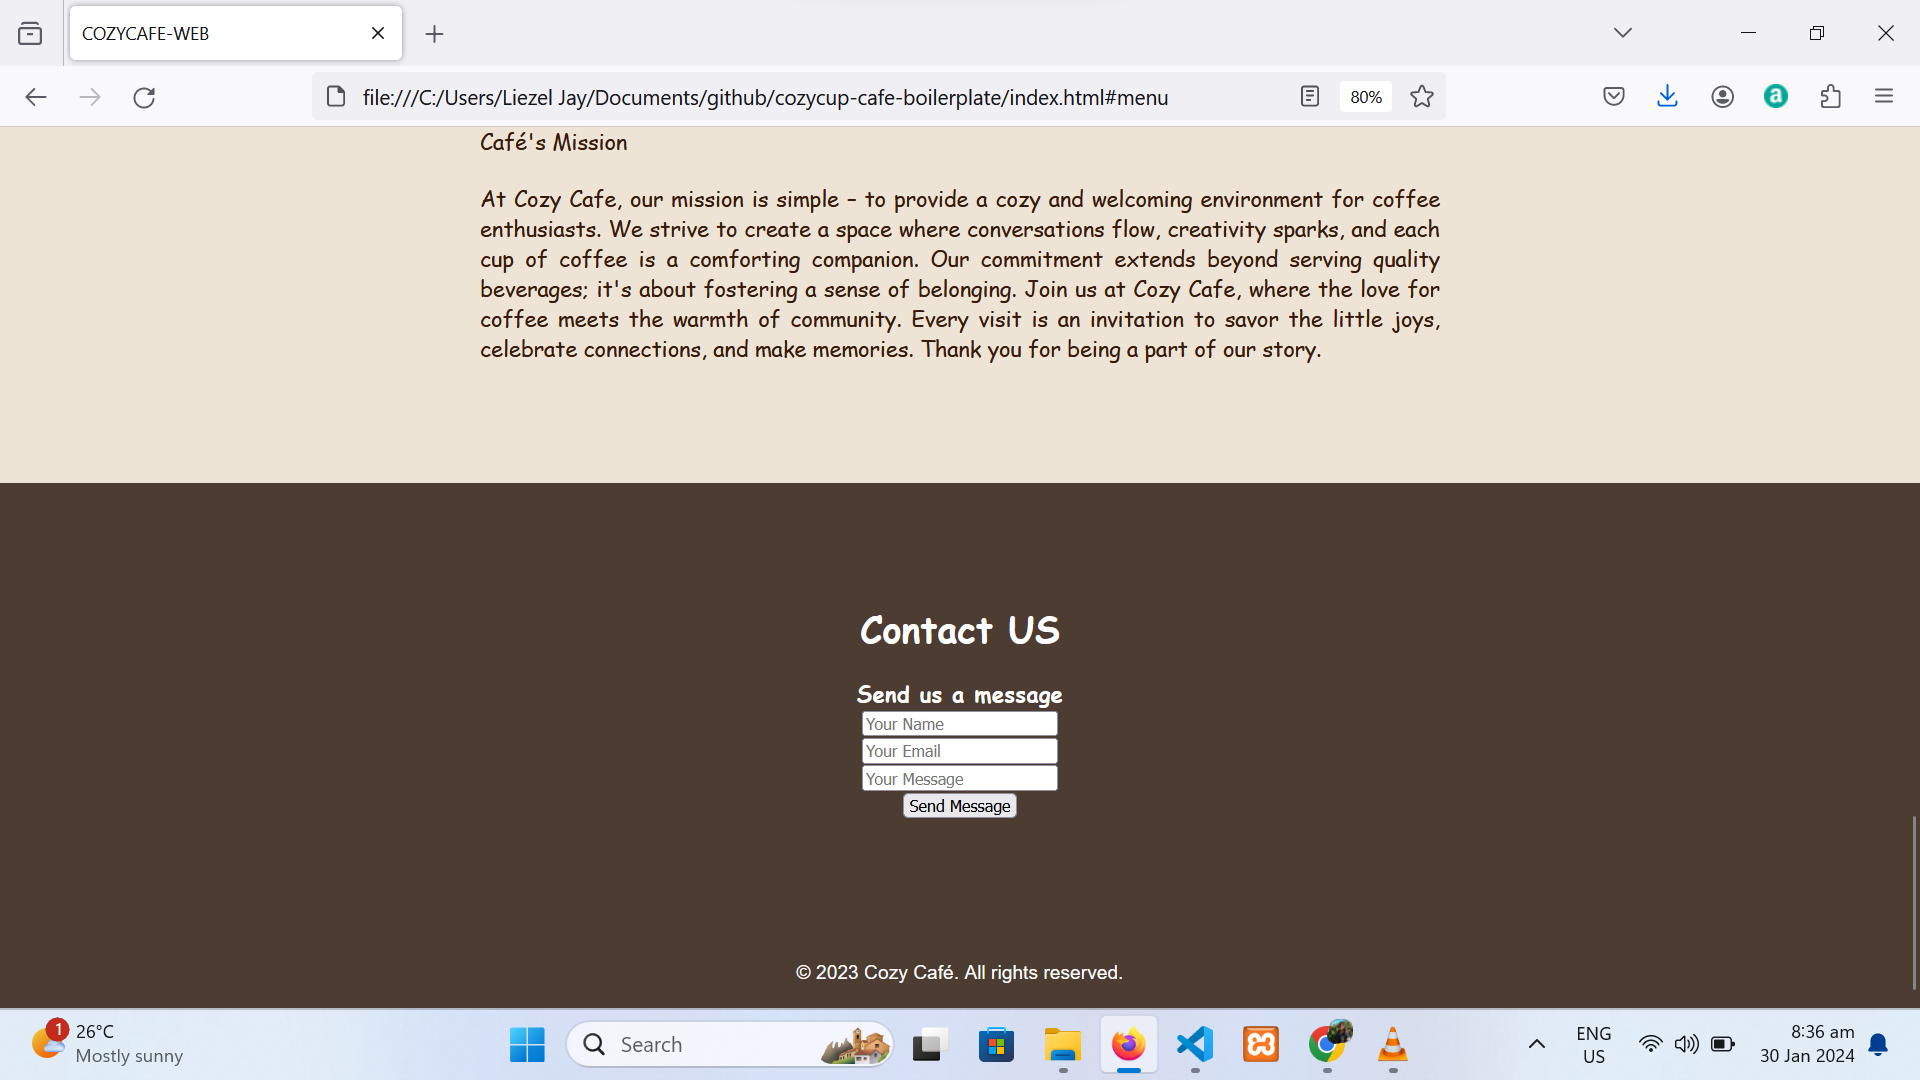 COZYCAFE-WEB
file:///C:/Users/Liezel Jay/Documents/github/cozycup-cafe-boilerplate/index.html#menu
80%
a
Café's Mission
At Cozy Cafe, our mission is simple – to provide a cozy and welcoming environment for coffee
enthusiasts. We strive to create a space where conversations flow, creativity sparks, and each
cup of coffee is a comforting companion. Our commitment extends beyond serving quality
beverages; it's about fostering a sense of belonging. Join us at Cozy Cafe, where the love for
coffee meets the warmth of community. Every visit is an invitation to savor the little joys,
celebrate connections, and make memories. Thank you for being a part of our story.
Contact US
Send us a message
Your Name
Your Email
Your Message
Send Message
© 2023 Cozy Café. All rights reserved.
1
26°C
Mostly sunny
Search
ENG
US
8:36 am
30 Jan 2024